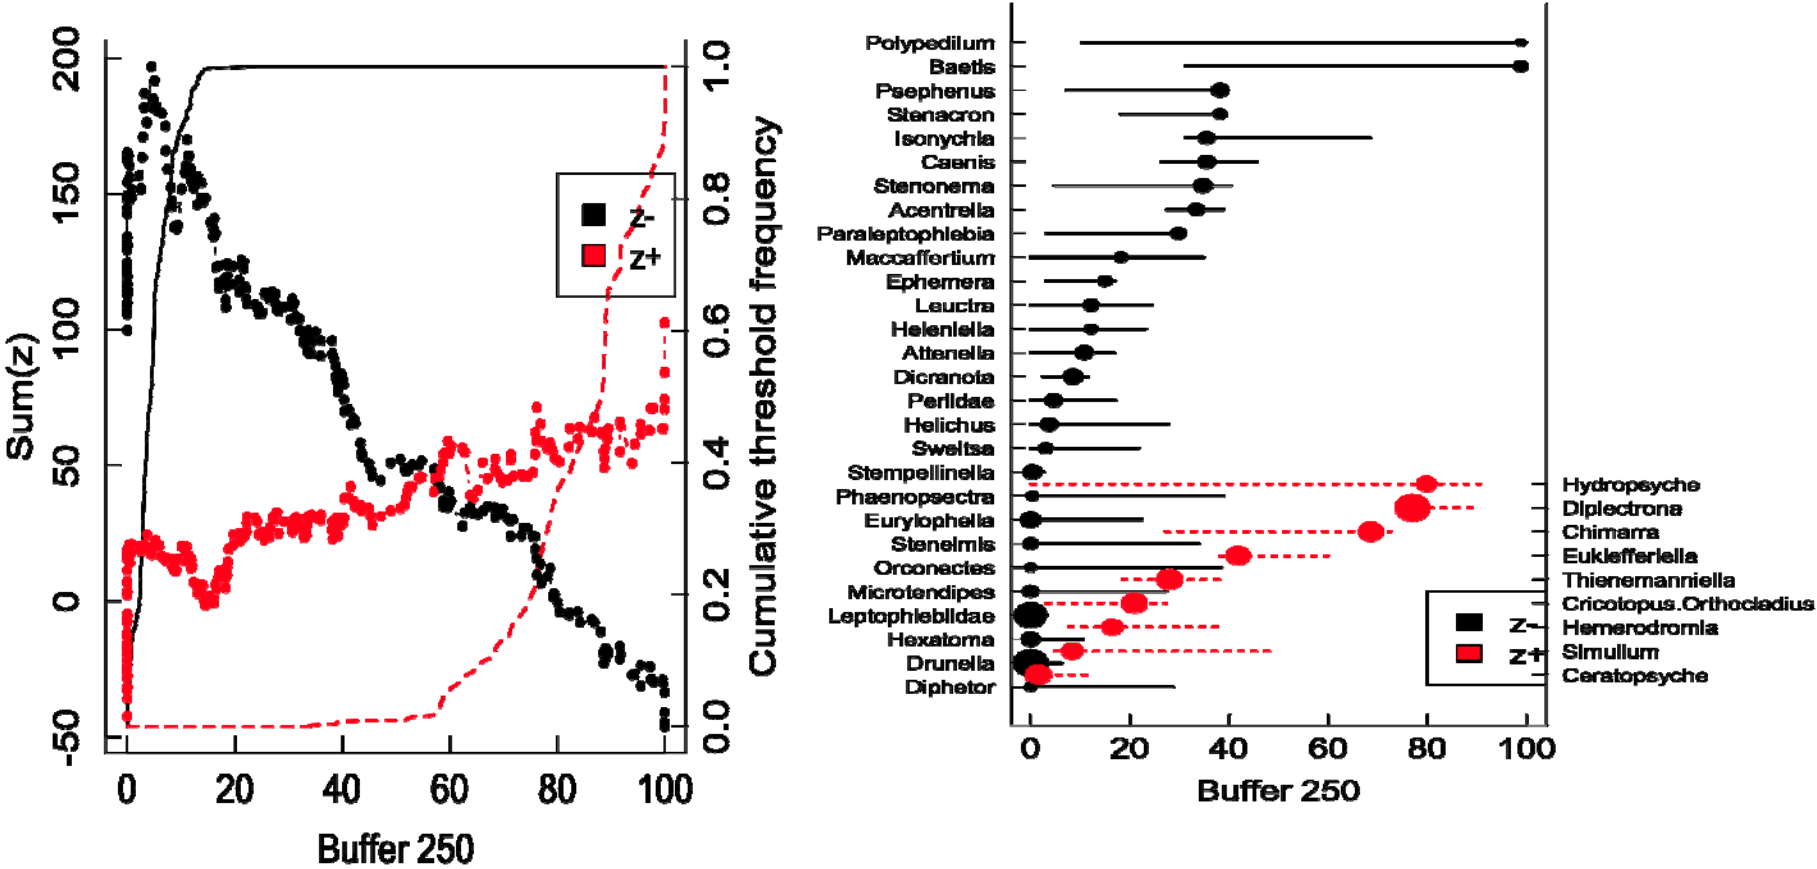 Sum(z)
200
150
100
50
0
-50
1.0
0.8
0.6
0.4
0.2
0.0
Cumulative threshold frequency
z-
z+
0 20 40 60 80 100
Buffer 250
Polypedilum
Baetis
Psephenus
Stenacron
Isonychia
Caenis
Stenonema
Acentrella
Paraleptophlebia
Maccaffertium
Ephemera
Leuctra
Heleniella
Attenella
Dicranota
Perlidae
Helichus
Sweltsa
Stempellinella
Phaenopsectra
Eurylophella
Stenelmis
Orconectes
Microtendipes
Leptophlebiidae
Hexatoma
Drunella
Diphetor
Hydropsyche
Diplectrona
Chimarra
Eukiefferiella
Thienemanniella
Cricotopus.Orthocladius
Hemerodromia
Simulium
Ceratopsyche
z-
z+
0 20 40 60 80 100
Buffer 250